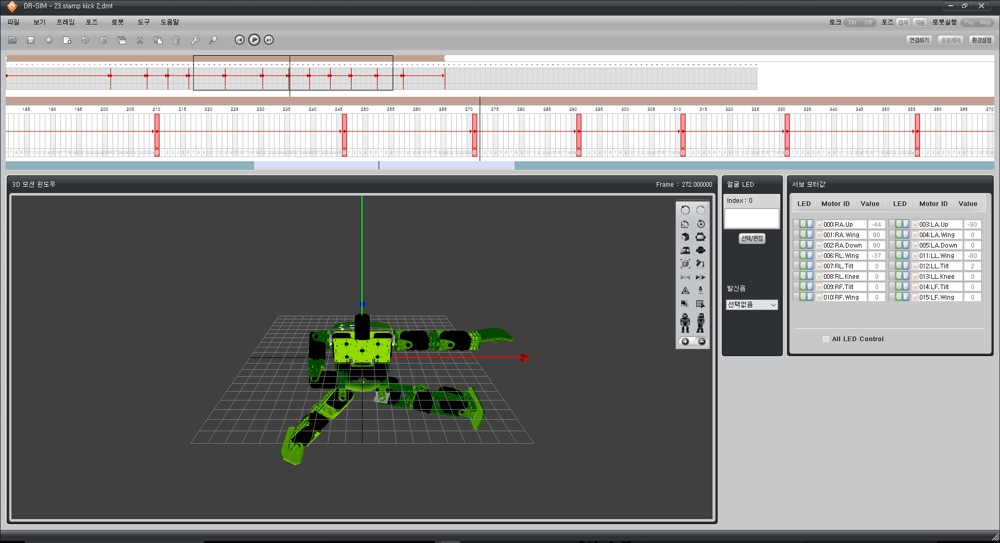 DR-SIM - 23,stamp kick 2,dmt
파일 보기 프레임 포즈 로봇 도구 도움말
토크 On Off 포즈 캡쳐 적용 로봇실행 Play Stop
연결하기 로봇제어 환경설정
185 190 195 200 205 210 215 220 225 230 235 240 245 250 255 260 265 270 275 280 285 290 295 300 305 310 315 320 325 330 335 340 345 350 355 360 365 370
3D 모션 윈도우
Frame : 272.000000
얼굴 LED
Index : 0
선택/편집
발신음
선택없음
서보 모터값
LED Motor ID Value LED Motor ID Value
G B 000:RA.Up -44 G B 003:LA.Up -90
G B 001:RA.Wing 90 G B 004:LA.Wing 0
G B 002:RA.Down 90 G B 005:LA.Down 0
G B 006:RL.Wing -37 G B 011:LL.Wing -80
G B 007:RL.Tilt 0 G B 012:LL.Tilt 2
G B 008:RL.Knee 0 G B 013:LL.Knee 0
G B 009:RF.Tilt 0 G B 014:LF.Tilt 0
G B 010:RF.Wing 0 G B 015:LF.Wing 0
All LED Control